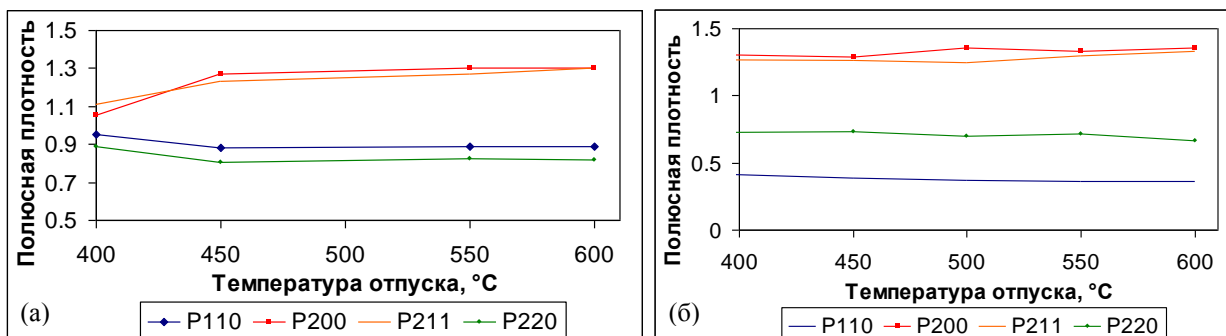 Полюсная плотность
1.5
1.3
1.1
0.9
0.7
0.5
400 450 500 550 600
Температура отпуска, °C
(а)
P110 P200 P211 P220
Полюсная плотность
1.5
1
0.5
0
400 450 500 550 600
Температура отпуска, °C
(б)
P110 P200 P211 P220